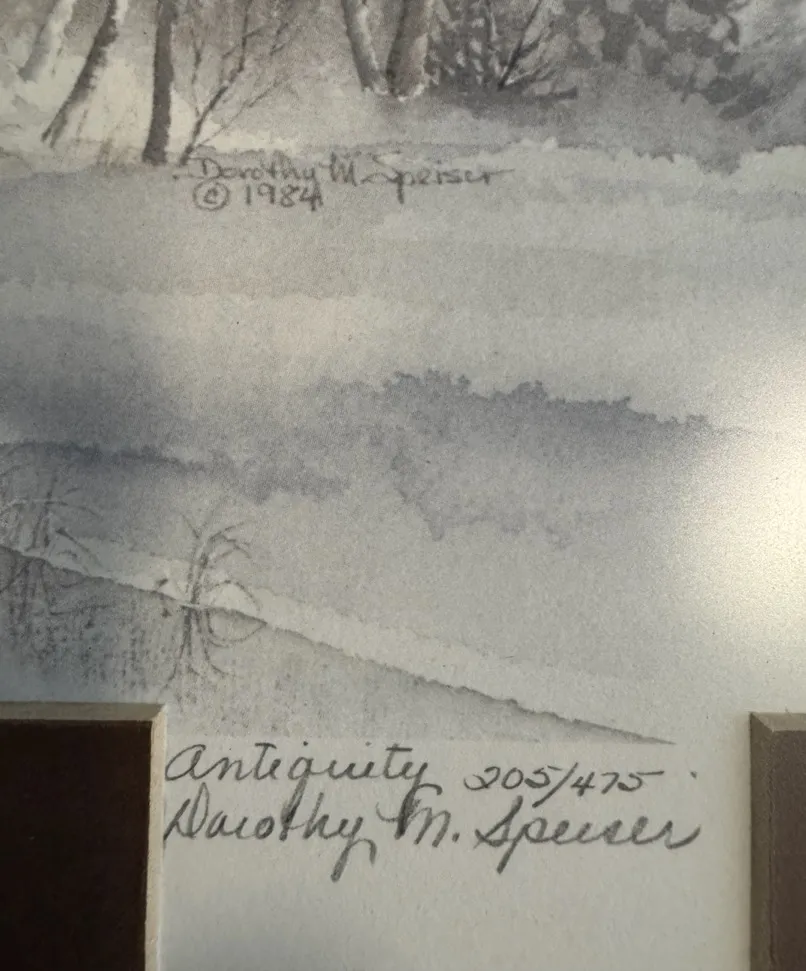 Dorothy M. Speiser
© 1984
Antiquity 205/475
Dorothy M. Speiser